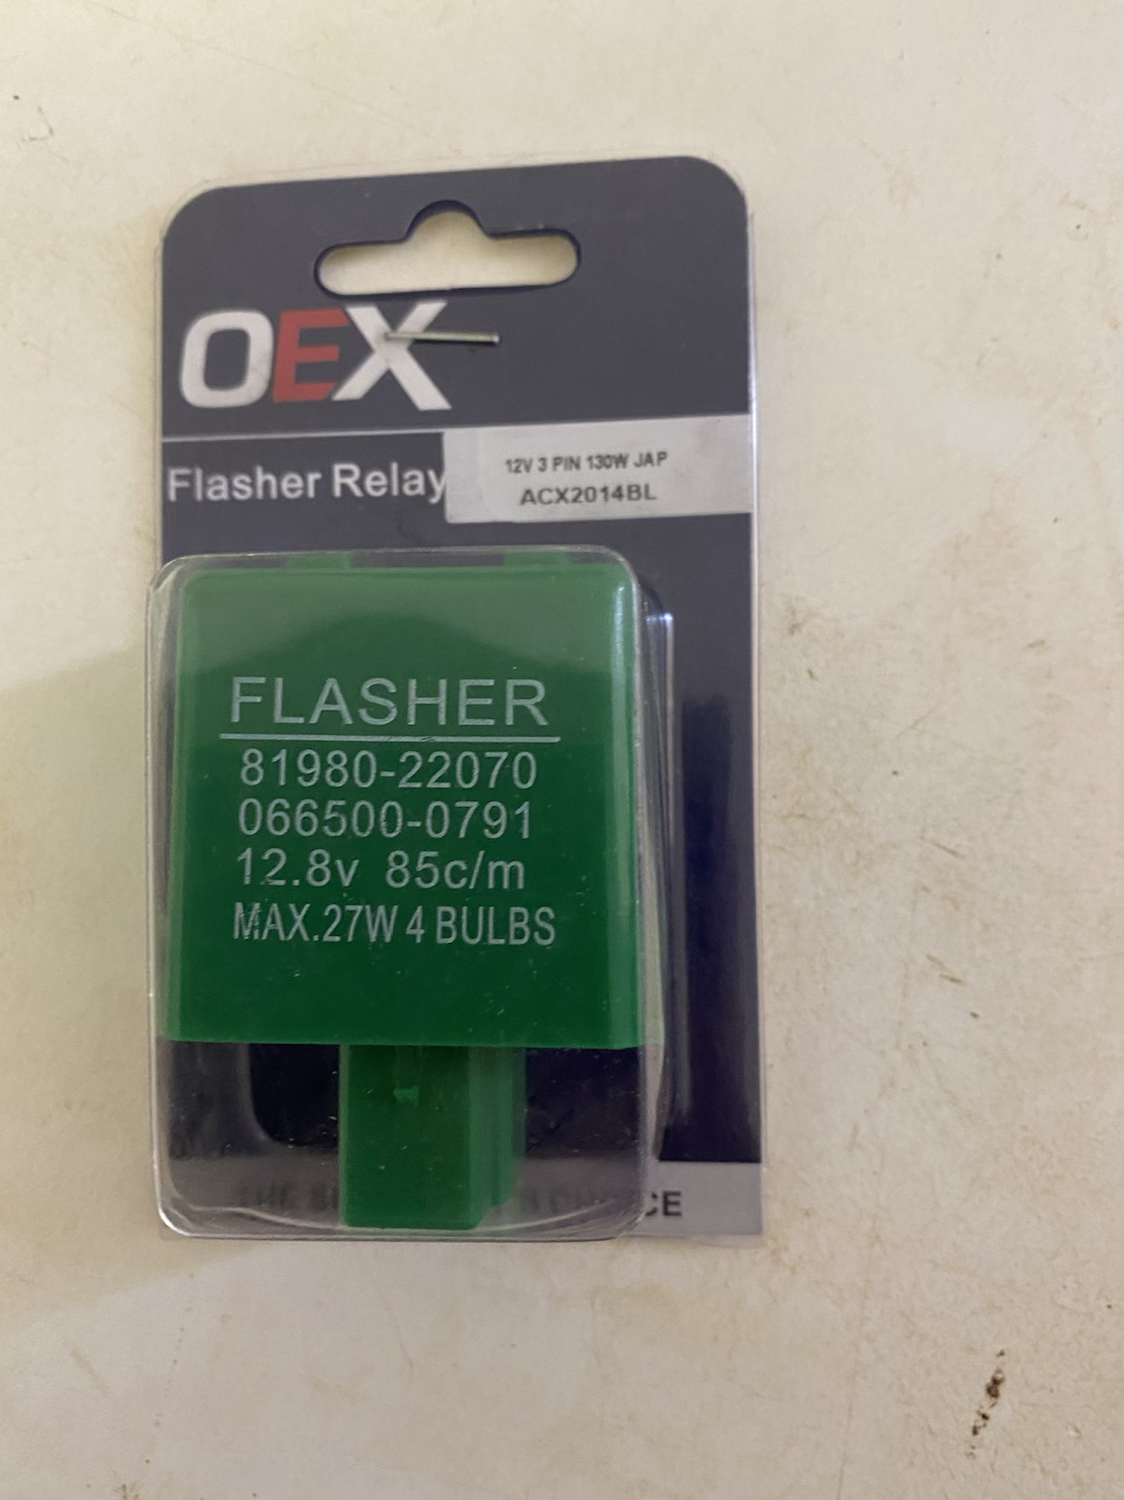 OEX
Flasher Relay
12V 3 PIN 130W JAP
ACX2014BL
FLASHER
81980-22070
066500-0791
12.8v 85c/m
MAX.27W 4 BULBS
THE